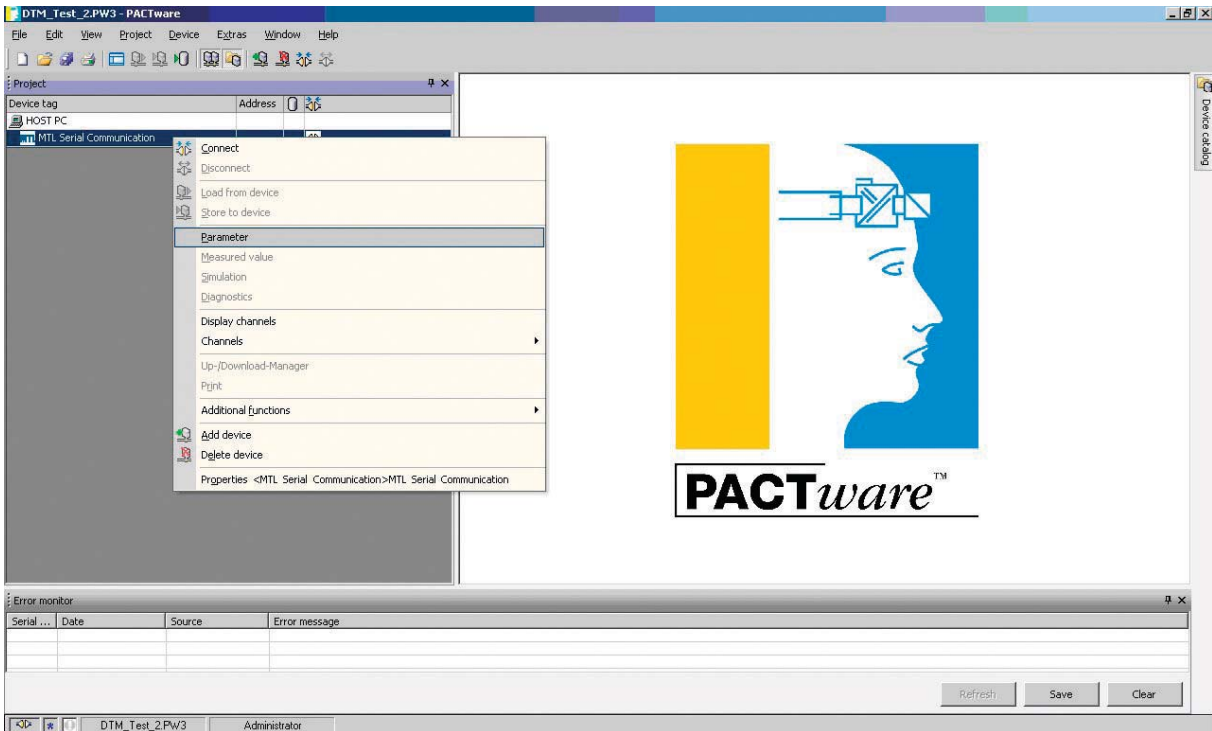 DTM_Test_2.PW3 - PACTware
File Edit View Project Device Extras Window Help
Project
Device tag Address
HOST PC
MTL Serial Communication
Connect
Disconnect
Load from device
Store to device
Parameter
Measured value
Simulation
Diagnostics
Display channels
Channels
Up-/Download-Manager
Print
Additional functions
Add device
Delete device
Properties <MTL Serial Communication>MTL Serial Communication
PACTware™
Device catalog
Error monitor
Serial ... Date Source Error message
Refresh Save Clear
DTM_Test_2.PW3 Administrator